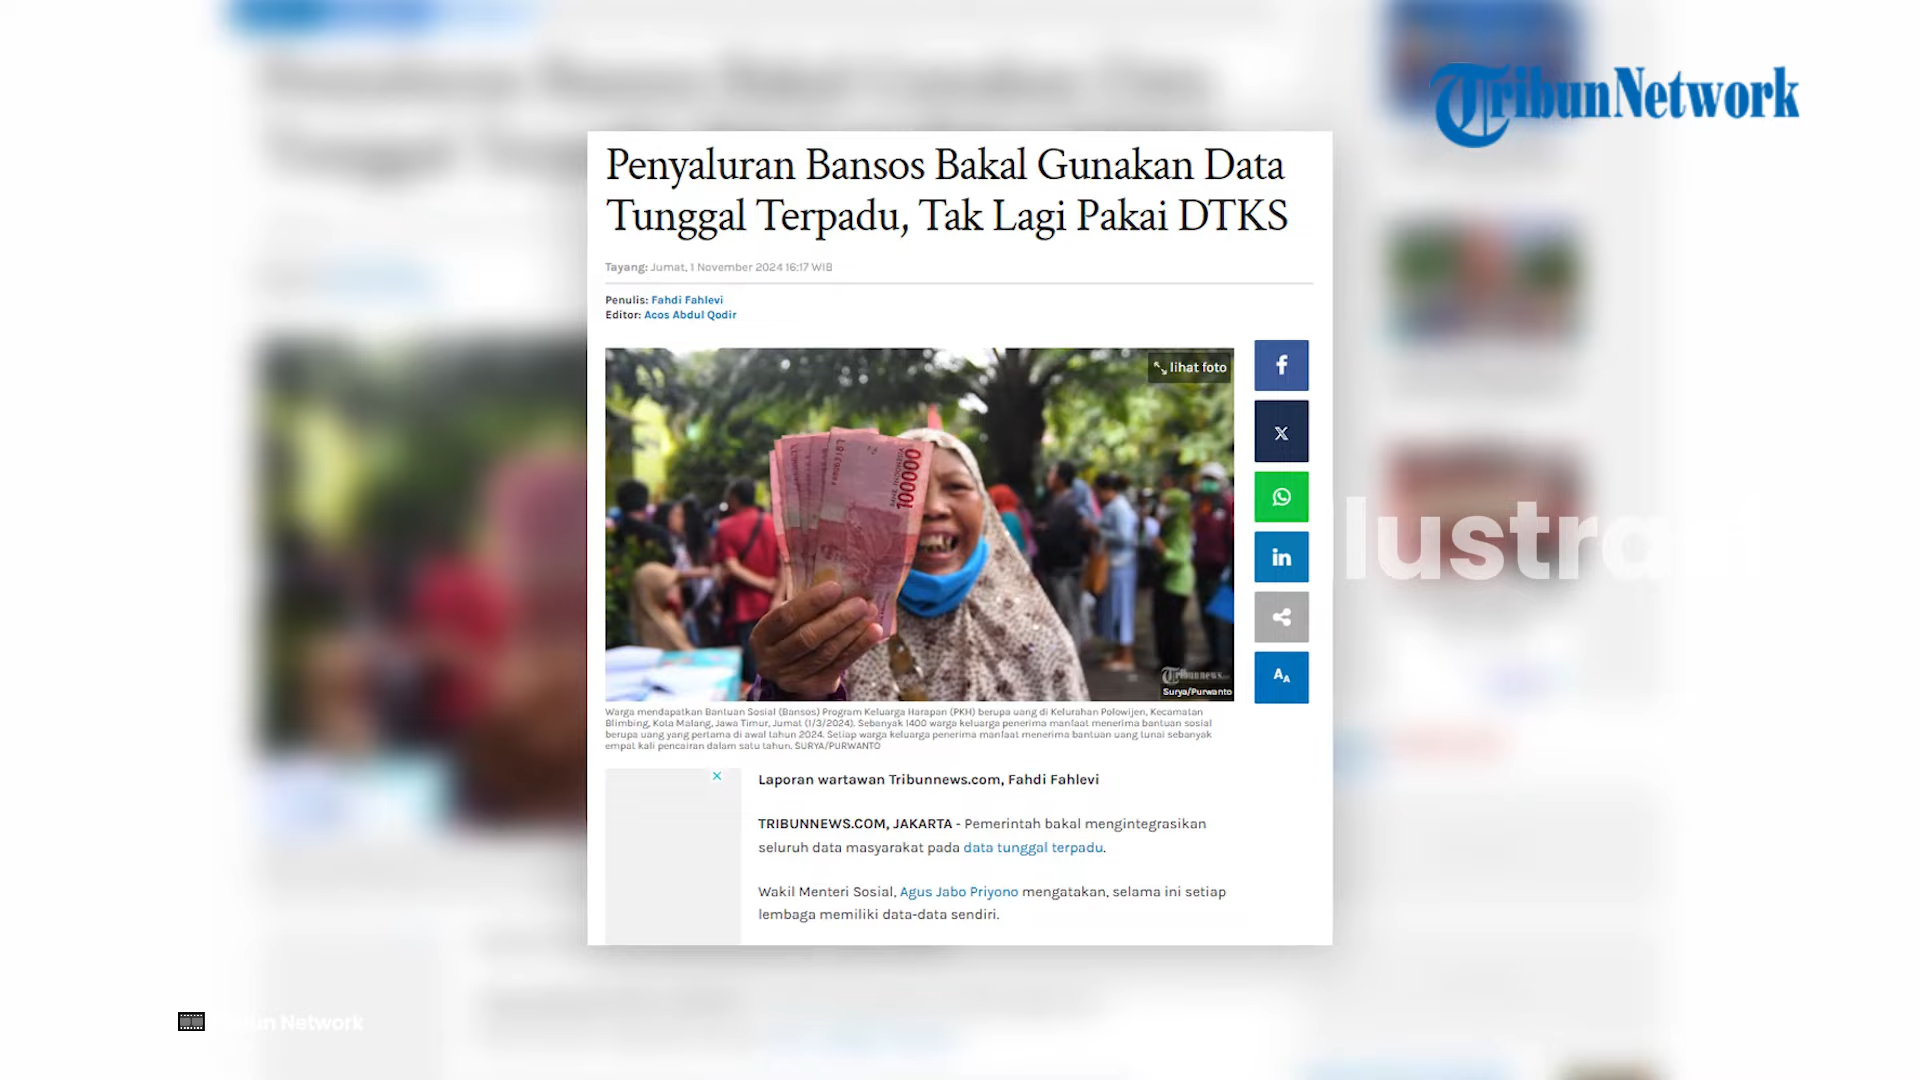 TribunNetwork
Penyaluran Bansos Bakal Gunakan Data
Tunggal Terpadu, Tak Lagi Pakai DTKS
Tayang: Jumat, 1 November 2024 16:17 WIB
Penulis: Fahdi Fahlevi
Editor: Acos Abdul Qodir
lihat foto
100000
Tribunnews.com
Surya/Purwanto
Warga mendapatkan Bantuan Sosial (Bansos) Program Keluarga Harapan (PKH) berupa uang di Kelurahan Polowijen, Kecamatan
Blimbing, Kota Malang, Jawa Timur, Jumat (1/3/2024). Sebanyak 1400 warga keluarga penerima manfaat menerima bantuan sosial
berupa uang yang pertama di awal tahun 2024. Setiap warga keluarga penerima manfaat menerima bantuan uang tunai sebanyak
empat kali pencairan dalam satu tahun. SURYA/PURWANTO
Laporan wartawan Tribunnews.com, Fahdi Fahlevi
TRIBUNNEWS.COM, JAKARTA - Pemerintah bakal mengintegrasikan
seluruh data masyarakat pada data tunggal terpadu.
Wakil Menteri Sosial, Agus Jabo Priyono mengatakan, selama ini setiap
lembaga memiliki data-data sendiri.
lustra
Network